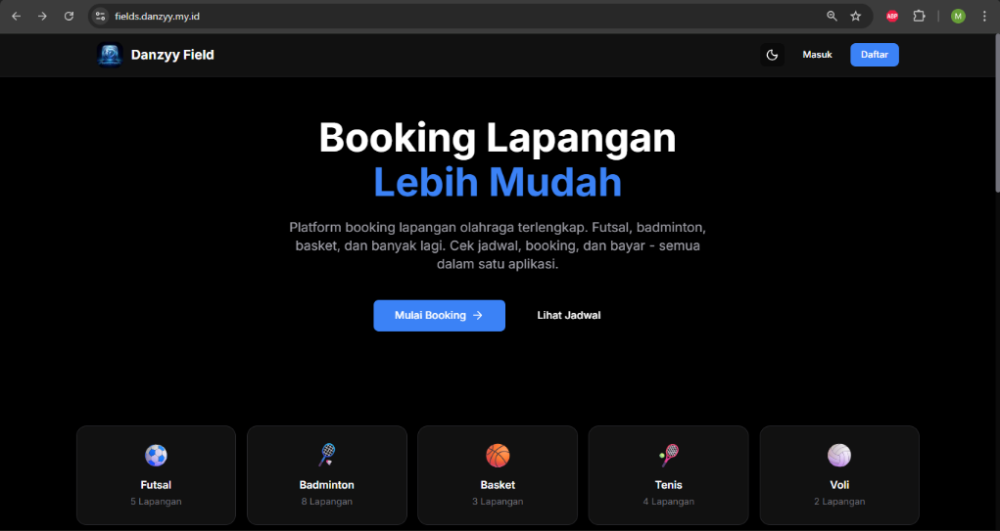 fields.danzyy.my.id
ABP
M
Danzyy Field
Masuk
Daftar
Booking Lapangan
Lebih Mudah
Platform booking lapangan olahraga terlengkap. Futsal, badminton,
basket, dan banyak lagi. Cek jadwal, booking, dan bayar - semua
dalam satu aplikasi.
Mulai Booking →
Lihat Jadwal
Futsal
5 Lapangan
Badminton
8 Lapangan
Basket
3 Lapangan
Tenis
4 Lapangan
Voli
2 Lapangan